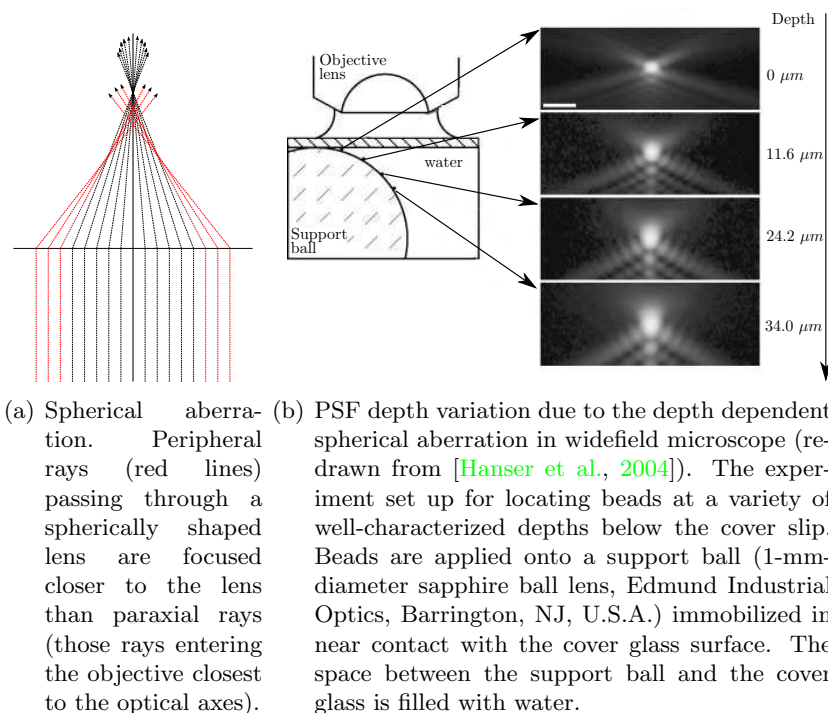 Depth
Objective
lens
0 μm
11.6 μm
water
24.2 μm
Support
ball
34.0 μm
(a) Spherical aberra-
tion. Peripheral
rays (red lines)
passing through a
spherically shaped
lens are focused
closer to the lens
than paraxial rays
(those rays entering
the objective closest
to the optical axes).
(b) PSF depth variation due to the depth dependent
spherical aberration in widefield microscope (re-
drawn from [Hanser et al., 2004]). The exper-
iment set up for locating beads at a variety of
well-characterized depths below the cover slip.
Beads are applied onto a support ball (1-mm-
diameter sapphire ball lens, Edmund Industrial
Optics, Barrington, NJ, U.S.A.) immobilized in
near contact with the cover glass surface. The
space between the support ball and the cover
glass is filled with water.